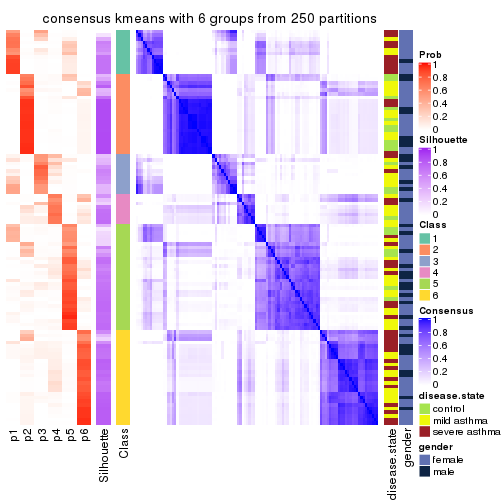 consensus kmeans with 6 groups from 250 partitions
Prob
1
0.8
0.6
0.4
0.2
0
Silhouette
1
0.8
0.6
0.4
0.2
0
Class
1
2
3
4
5
6
Consensus
1
0.8
0.6
0.4
0.2
0
disease.state
control
mild asthma
severe asthma
gender
female
male
p1
p2
p3
p4
p5
p6
Silhouette
Class
disease.state
gender